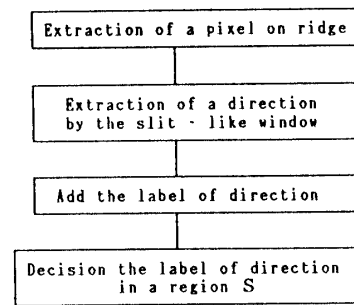 Extraction of a pixel on ridge
Extraction of a direction
by the slit - like window
Add the label of direction
Decision the label of direction
in a region S